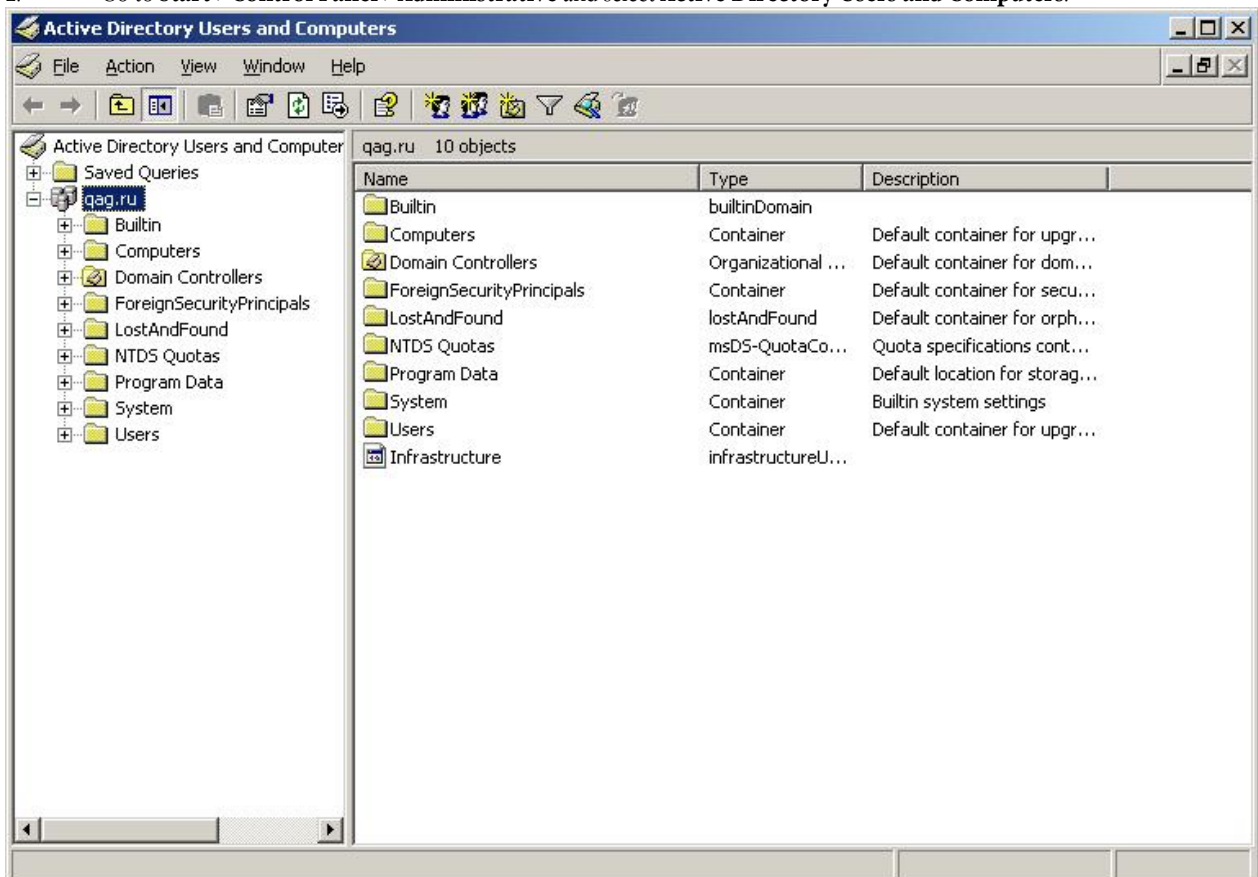 Active Directory Users and Computers
File Action View Window Help
Active Directory Users and Computer
Saved Queries
qag.ru
Builtin
Computers
Domain Controllers
ForeignSecurityPrincipals
LostAndFound
NTDS Quotas
Program Data
System
Users
qag.ru 10 objects
Name Type Description
Builtin builtinDomain
Computers Container Default container for upgr...
Domain Controllers Organizational ... Default container for dom...
ForeignSecurityPrincipals Container Default container for secu...
LostAndFound lostAndFound Default container for orph...
NTDS Quotas msDS-QuotaCo... Quota specifications cont...
Program Data Container Default location for storag...
System Container Builtin system settings
Users Container Default container for upgr...
Infrastructure infrastructureU...